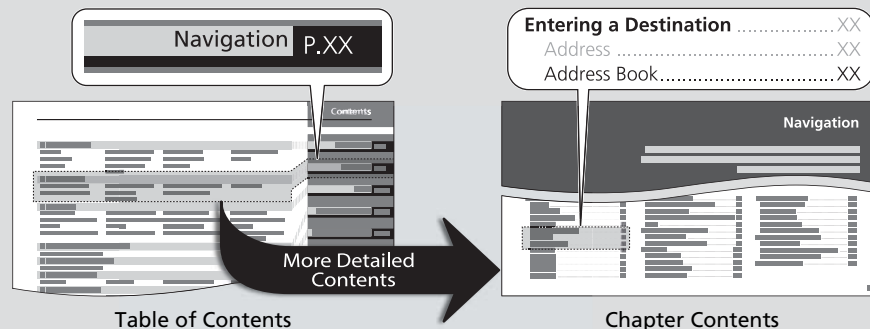 Navigation P.XX
Contents
More Detailed
Contents
Table of Contents
Entering a Destination ............... XX
Address ............... XX
Address Book ............... XX
Navigation
Chapter Contents